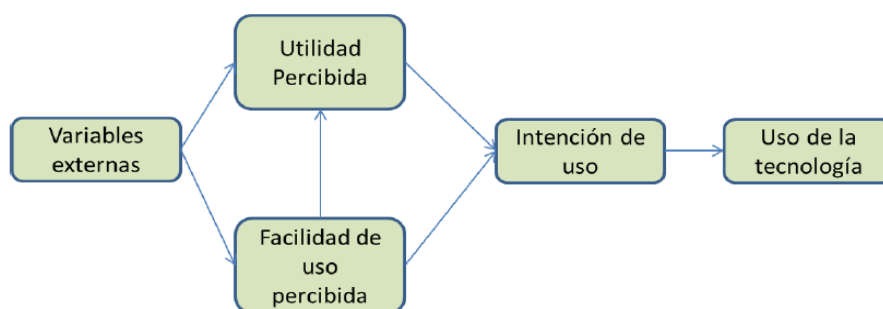 Utilidad
Percibida
Variables
externas
Intención de
uso
Uso de la
tecnología
Facilidad de
uso
percibida